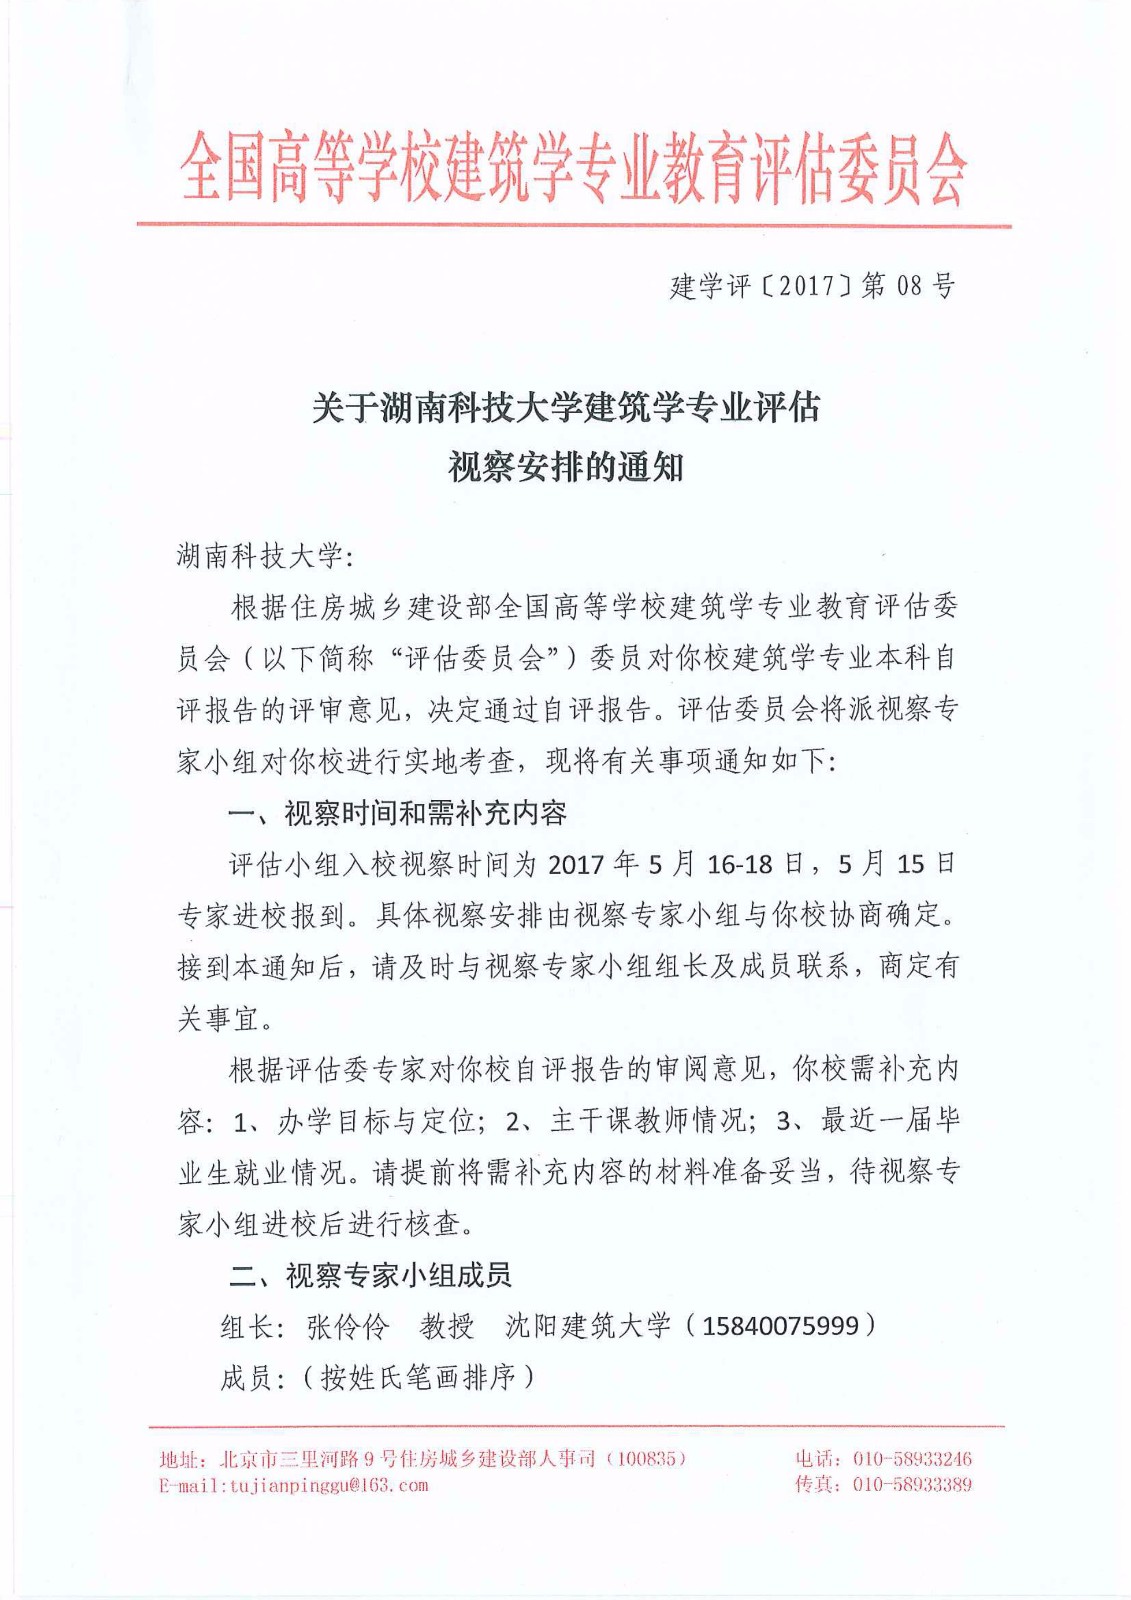 全国高等学校建筑学专业教育评估委员会
建学评〔2017〕第 08 号
关于湖南科技大学建筑学专业评估
视察安排的通知
湖南科技大学：
根据住房城乡建设部全国高等学校建筑学专业教育评估委
员会（以下简称“评估委员会”）委员对你校建筑学专业本科自
评报告的评审意见，决定通过自评报告。评估委员会将派视察专
家小组对你校进行实地考查，现将有关事项通知如下：
一、视察时间和需补充内容
评估小组入校视察时间为 2017 年 5 月 16-18 日，5 月 15 日
专家进校报到。具体视察安排由视察专家小组与你校协商确定。
接到本通知后，请及时与视察专家小组组长及成员联系，商定有
关事宜。
根据评估委专家对你校自评报告的审阅意见，你校需补充内
容：1、办学目标与定位；2、主干课教师情况；3、最近一届毕
业生就业情况。请提前将需补充内容的材料准备妥当，待视察专
家小组进校后进行核查。
二、视察专家小组成员
组长：张伶伶 教授 沈阳建筑大学（15840075999）
成员：（按姓氏笔画排序）
地址：北京市三里河路 9 号住房城乡建设部人事司（100835） 电话：010-58933246
E-mail:tujianpinggu@163.com 传真：010-58933389